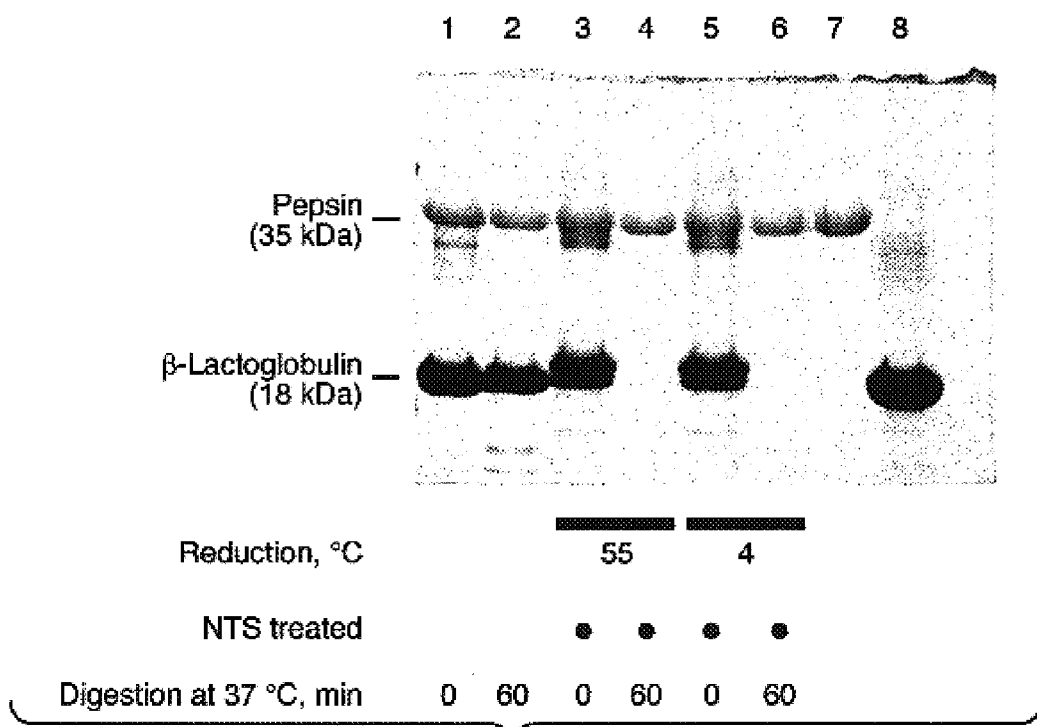 1 2 3 4 5 6 7 8
Pepsin
(35 kDa)
β-Lactoglobulin
(18 kDa)
Reduction, °C 55 4
NTS treated
Digestion at 37 °C, min 0 60 0 60 0 60